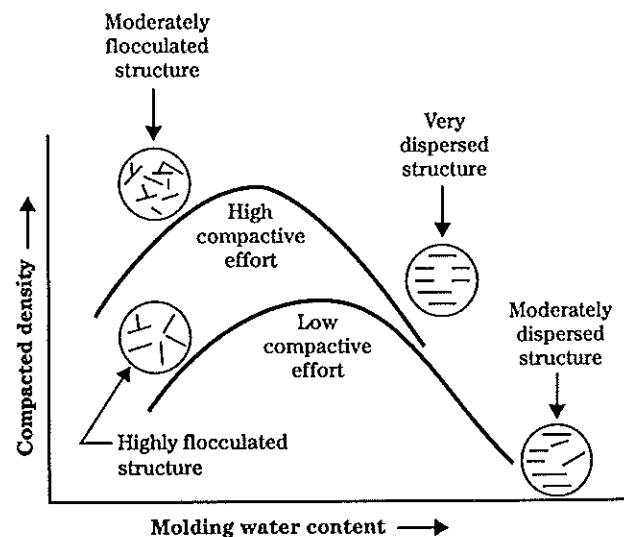 Moderately
flocculated
structure
Very
dispersed
structure
High
compactive
effort
Moderately
dispersed
structure
Low
compactive
effort
Highly flocculated
structure
Compacted density
Molding water content